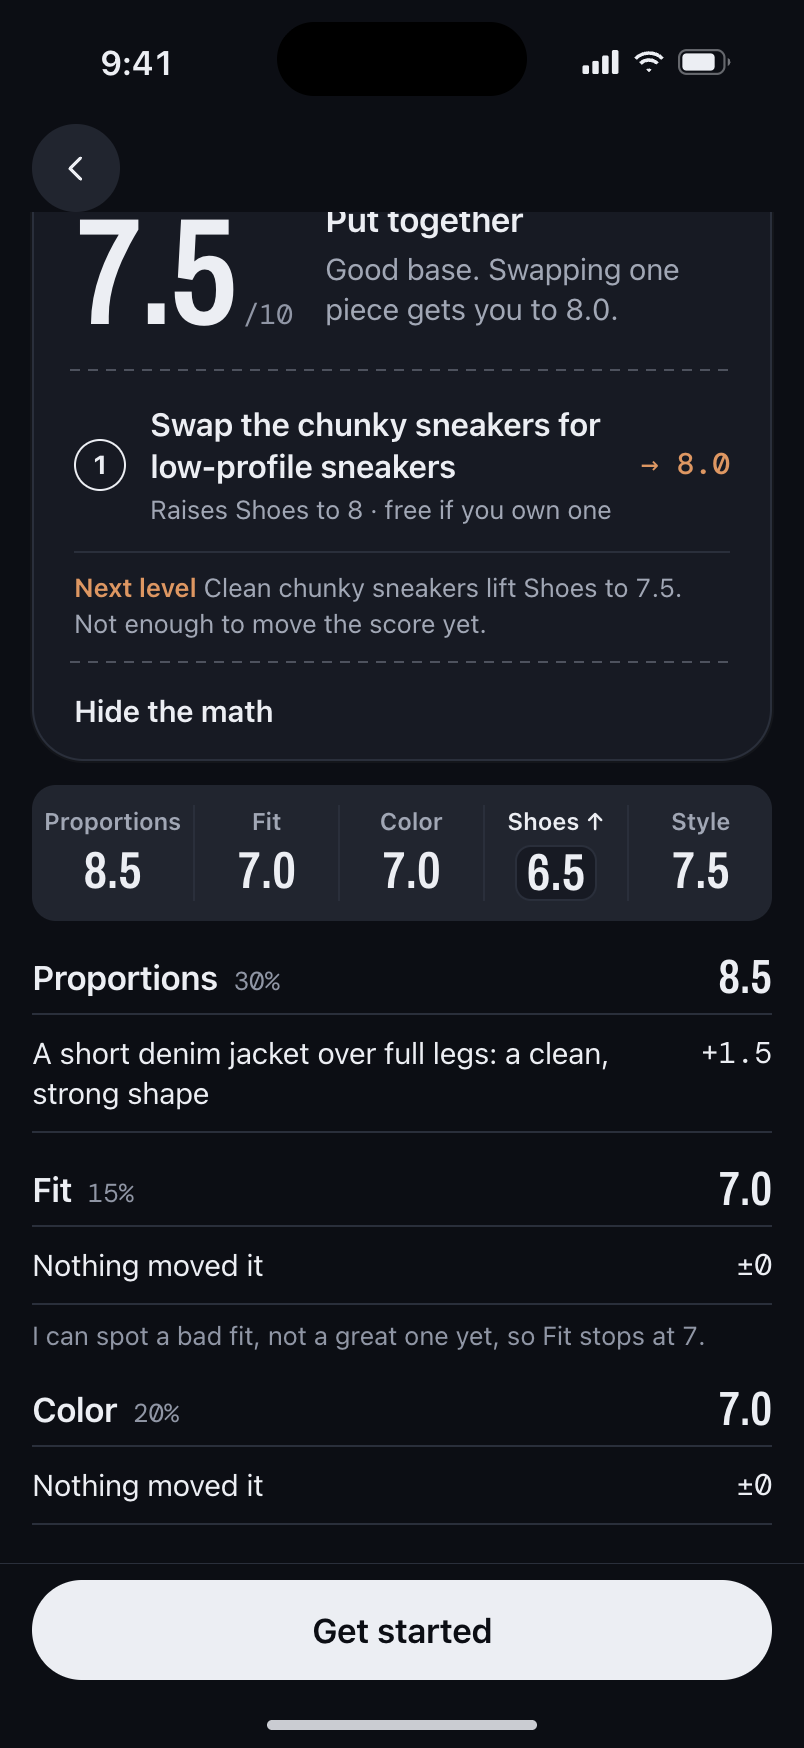 9:41
7.5 /10
Put together
Good base. Swapping one
piece gets you to 8.0.
1
Swap the chunky sneakers for
low-profile sneakers
→ 8.0
Raises Shoes to 8 · free if you own one
Next level Clean chunky sneakers lift Shoes to 7.5.
Not enough to move the score yet.
Hide the math
Proportions Fit Color Shoes ↑ Style
8.5 7.0 7.0 6.5 7.5
Proportions 30% 8.5
A short denim jacket over full legs: a clean, +1.5
strong shape
Fit 15% 7.0
Nothing moved it ±0
I can spot a bad fit, not a great one yet, so Fit stops at 7.
Color 20% 7.0
Nothing moved it ±0
Get started